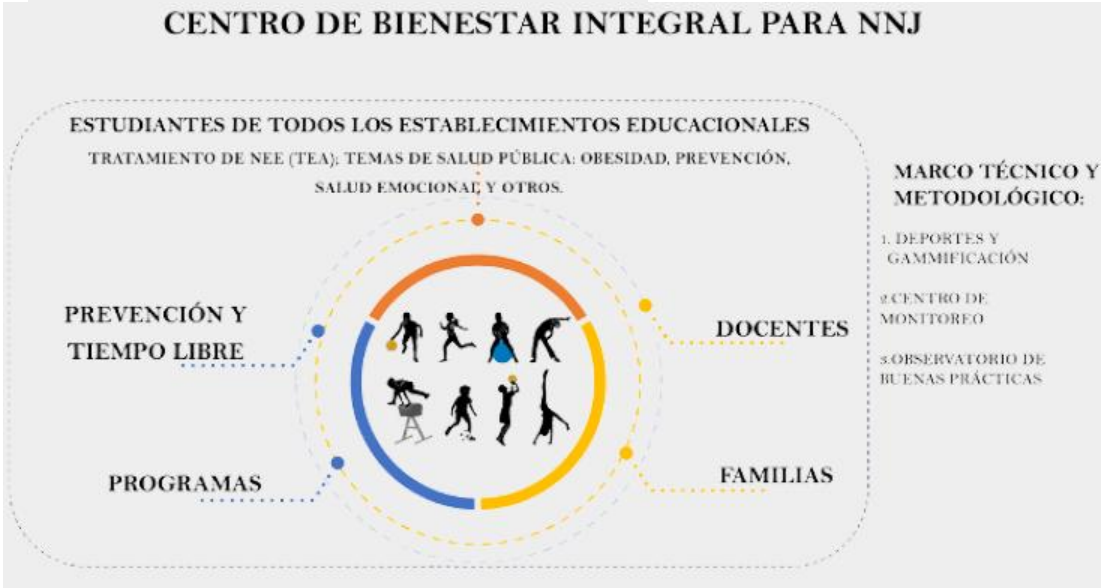 CENTRO DE BIENESTAR INTEGRAL PARA NNJ
ESTUDIANTES DE TODOS LOS ESTABLECIMIENTOS EDUCACIONALES
TRATAMIENTO DE NEE (TEA); TEMAS DE SALUD PÚBLICA: OBESIDAD, PREVENCIÓN,
SALUD EMOCIONAL Y OTROS.
PREVENCIÓN Y
TIEMPO LIBRE
PROGRAMAS
DOCENTES
FAMILIAS
MARCO TÉCNICO Y
METODOLÓGICO:
1. DEPORTES Y
GAMMIFICACIÓN
2.CENTRO DE
MONITOREO
3.OBSERVATORIO DE
BUENAS PRÁCTICAS